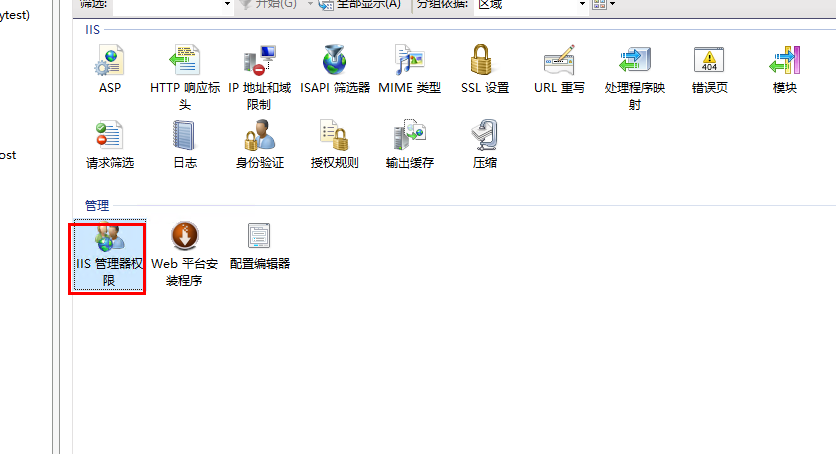 筛选: 开始(G) 全部显示(A) 分组依据: 区域
ytest)
IIS
ASP HTTP 响应标头 IP 地址和域限制 ISAPI 筛选器 MIME 类型 SSL 设置 URL 重写 处理程序映射 错误页 模块
404
ost
请求筛选 日志 身份验证 授权规则 输出缓存 压缩
管理
IIS 管理器权限 Web 平台安装程序 配置编辑器